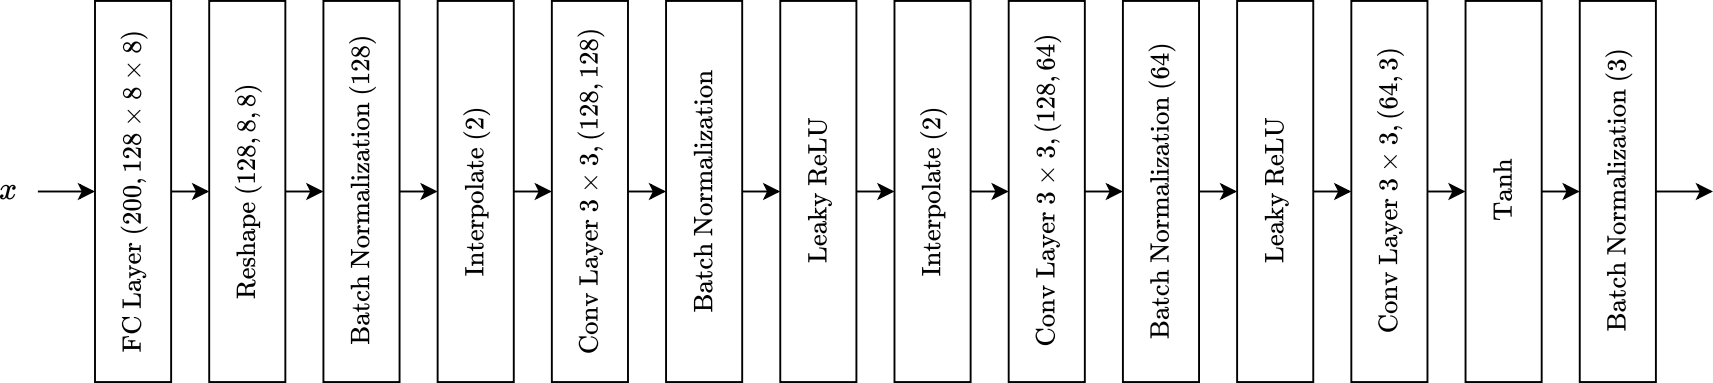 x
FC Layer (200, 128 × 8 × 8)
Reshape (128, 8, 8)
Batch Normalization (128)
Interpolate (2)
Conv Layer 3 × 3, (128, 128)
Batch Normalization
Leaky ReLU
Interpolate (2)
Conv Layer 3 × 3, (128, 64)
Batch Normalization (64)
Leaky ReLU
Conv Layer 3 × 3, (64, 3)
Tanh
Batch Normalization (3)